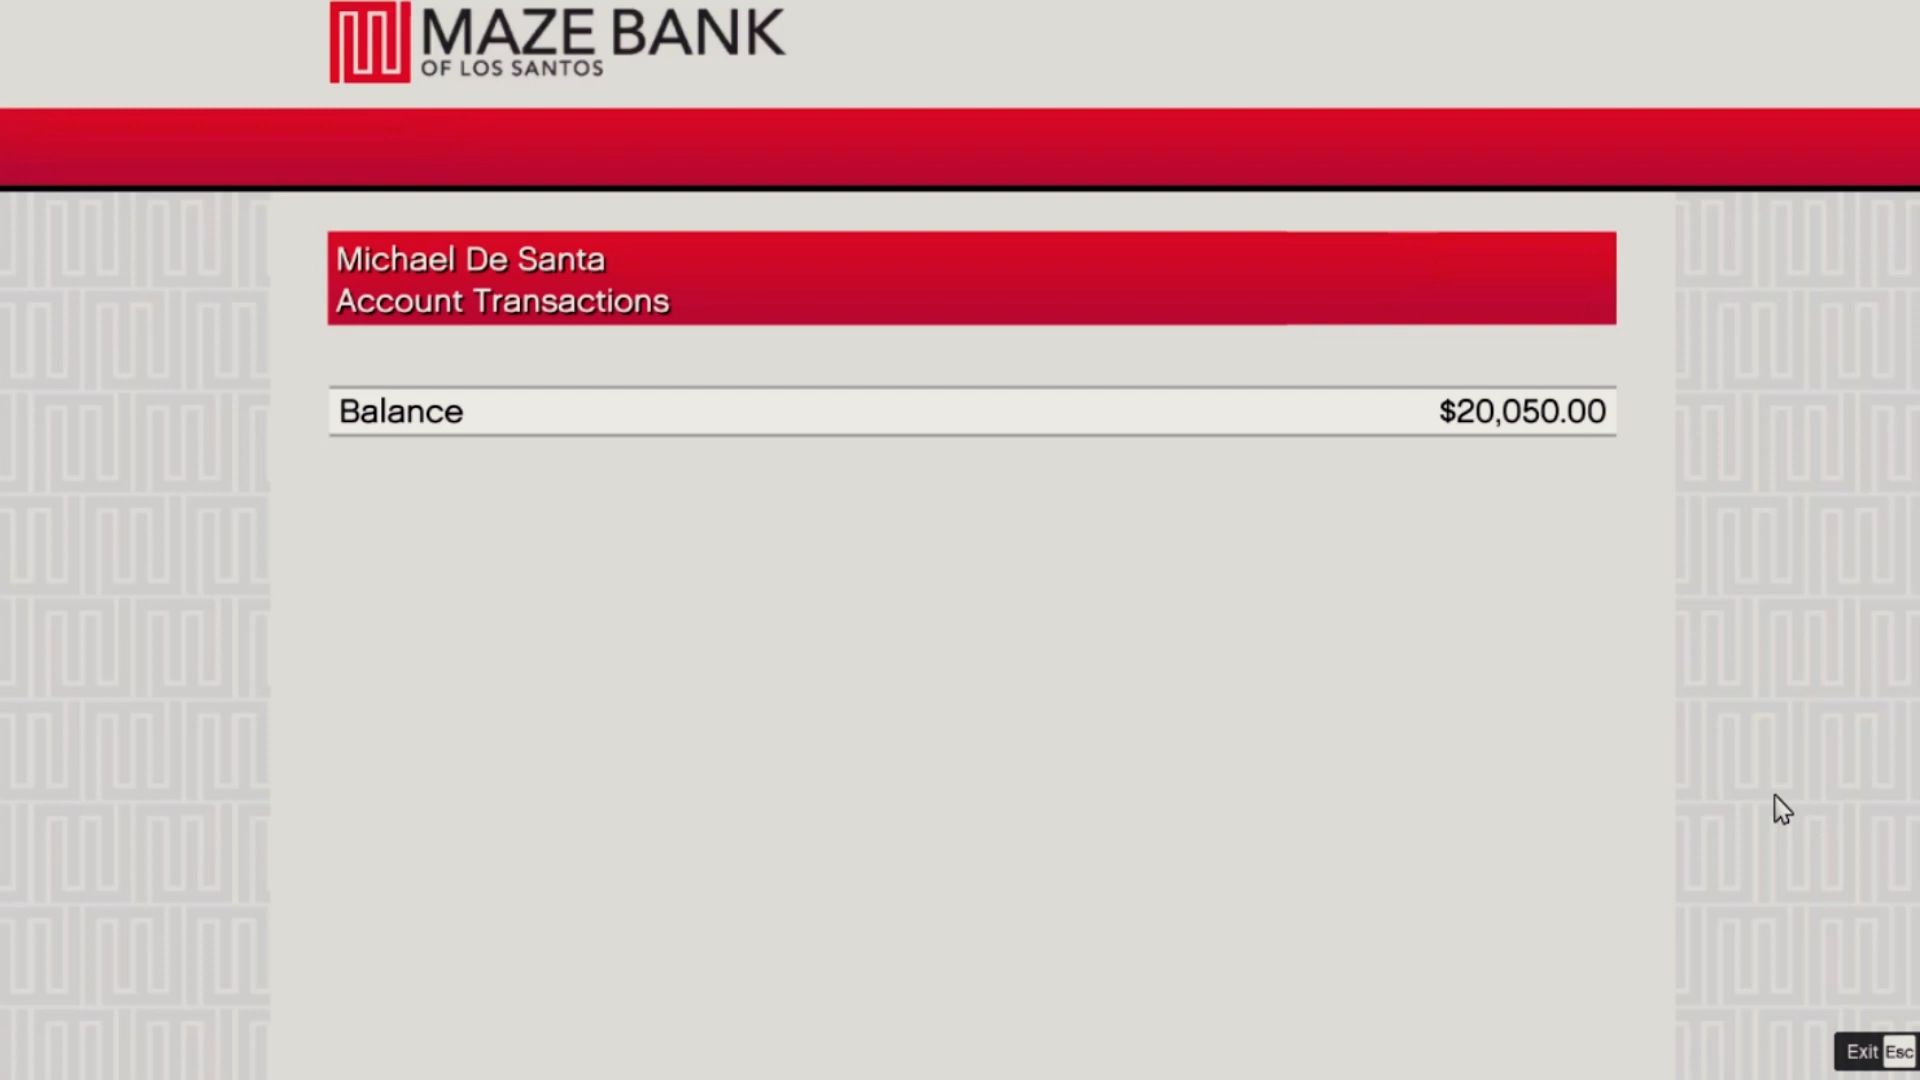 MAZE BANK
OF LOS SANTOS
Michael De Santa
Account Transactions
Balance $20,050.00
Exit Esc